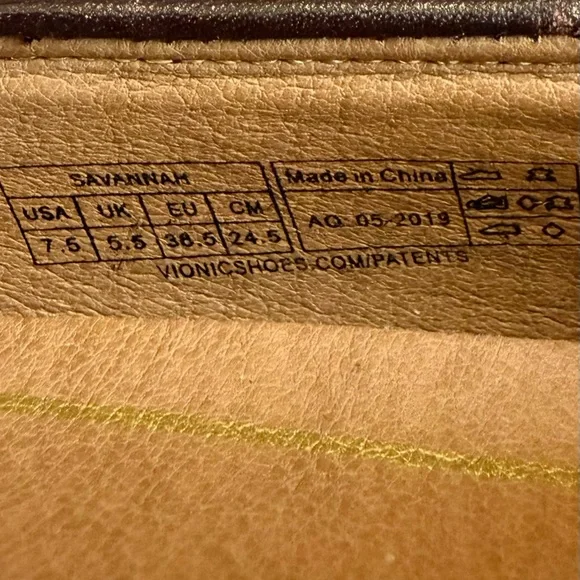 SAVANNAH
USA UK EU CM
7.5 5.5 38.5 24.5
Made in China
AQ 05-2019
VIONICSHOES.COM/PATENTS